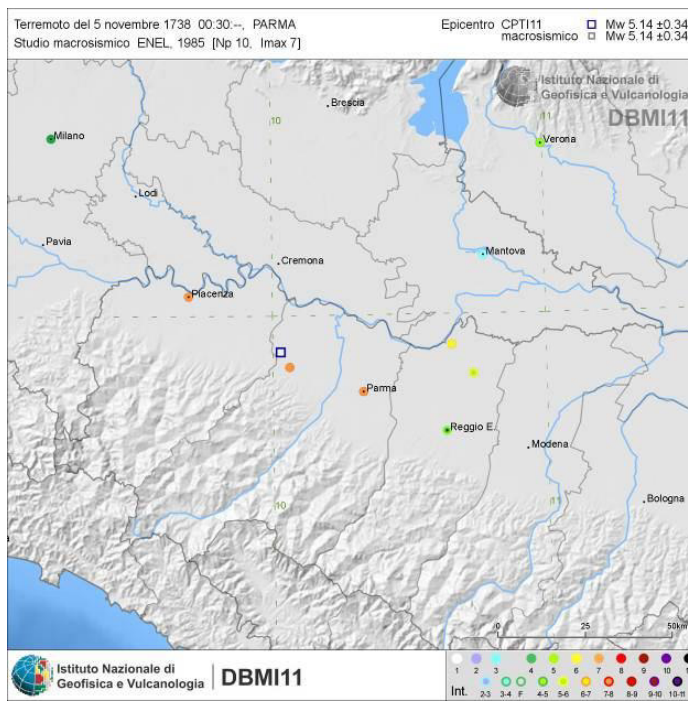 Terremoto del 5 novembre 1738 00:30:--, PARMA
Studio macrosismico ENEL, 1985 [Np 10, Imax 7]
Epicentro CPTI11 Mw 5.14 ±0.34
macrosismico Mw 5.14 ±0.34
Istituto Nazionale di
Geofisica e Vulcanologia
DBMI11
Brescia
10
11
Milano
Verona
Lodi
Pavia
Mantova
Cremona
Piacenza
Parma
Reggio E.
Modena
Bologna
10
11
0 25 50km
Istituto Nazionale di
Geofisica e Vulcanologia
DBMI11
1 2 3 4 5 6 7 8 9 10
Int. 2-3 3-4 F 4-5 5-6 6-7 7-8 8-9 9-10 10-11